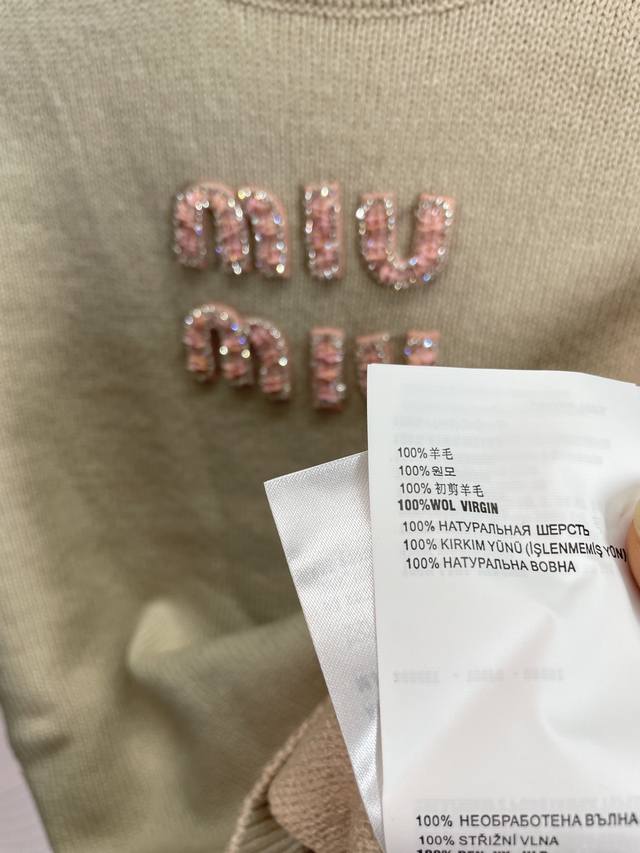 MIU
MIU
100%羊毛
100%원모
100% 初剪羊毛
100%WOL VIRGIN
100% НАТУРАЛЬНАЯ ШЕРСТЬ
100% KIRKIM YÜNÜ (İŞLENMEMİŞ YÜN)
100% НАТУРАЛЬНА ВОВНА
100% НЕОБРАБОТЕНА ВЪЛНА
100% STŘIŽNÍ VLNA